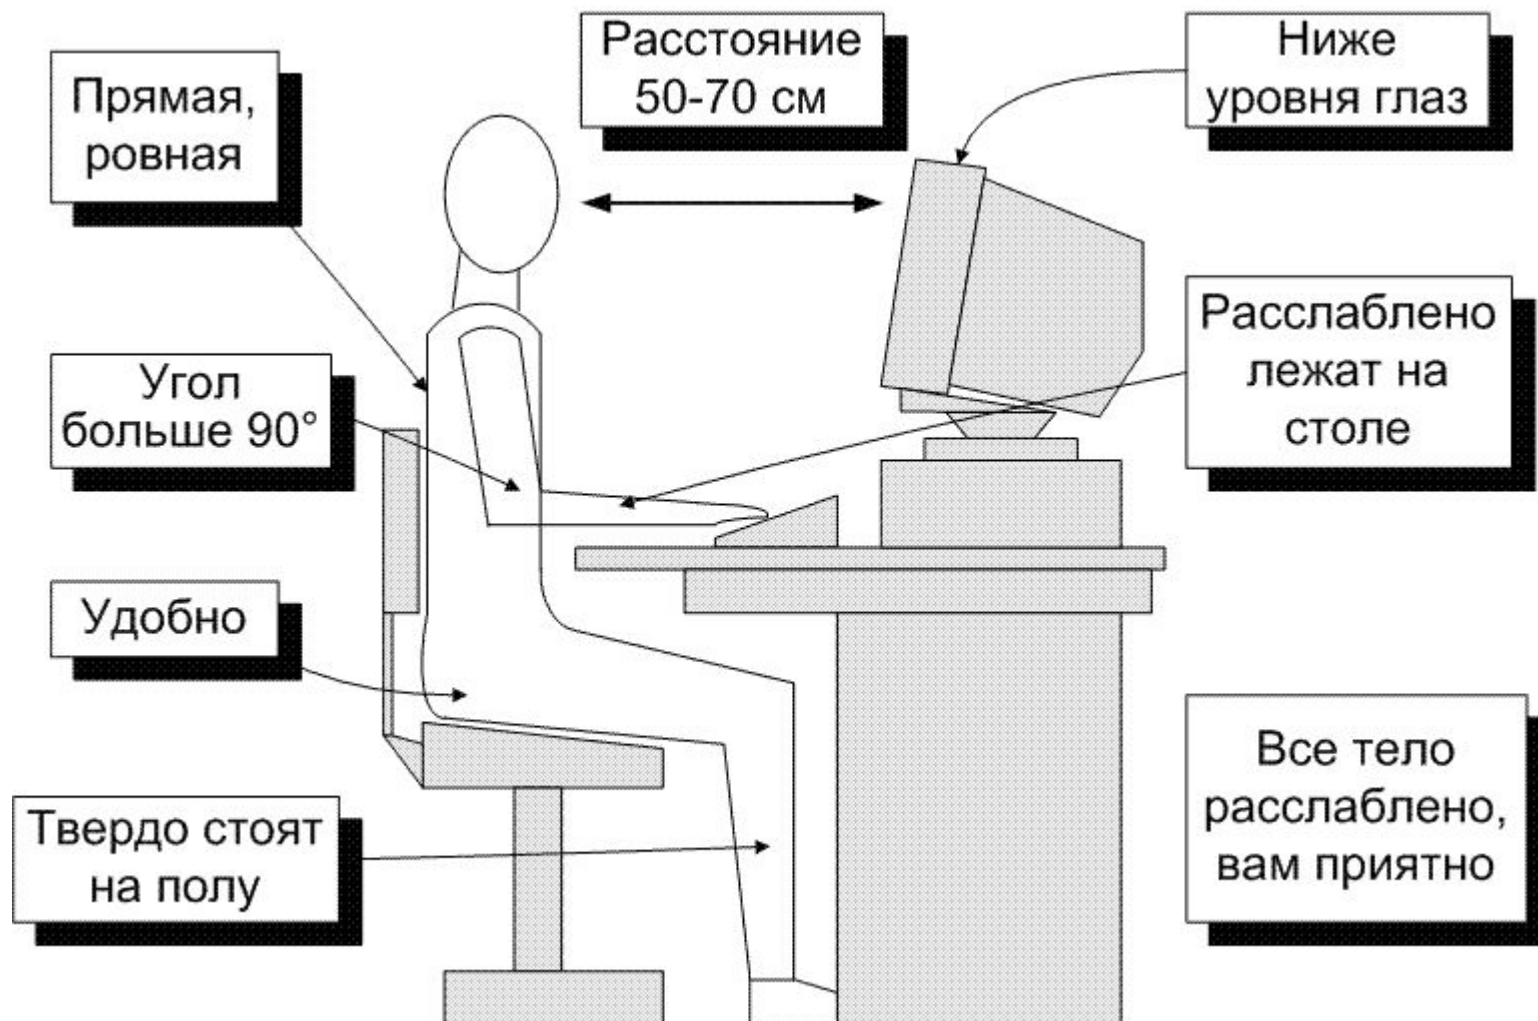 Прямая,
ровная
Расстояние
50-70 см
Ниже
уровня глаз
Угол
больше 90°
Расслаблено
лежат на
столе
Удобно
Твердо стоят
на полу
Все тело
расслаблено,
вам приятно